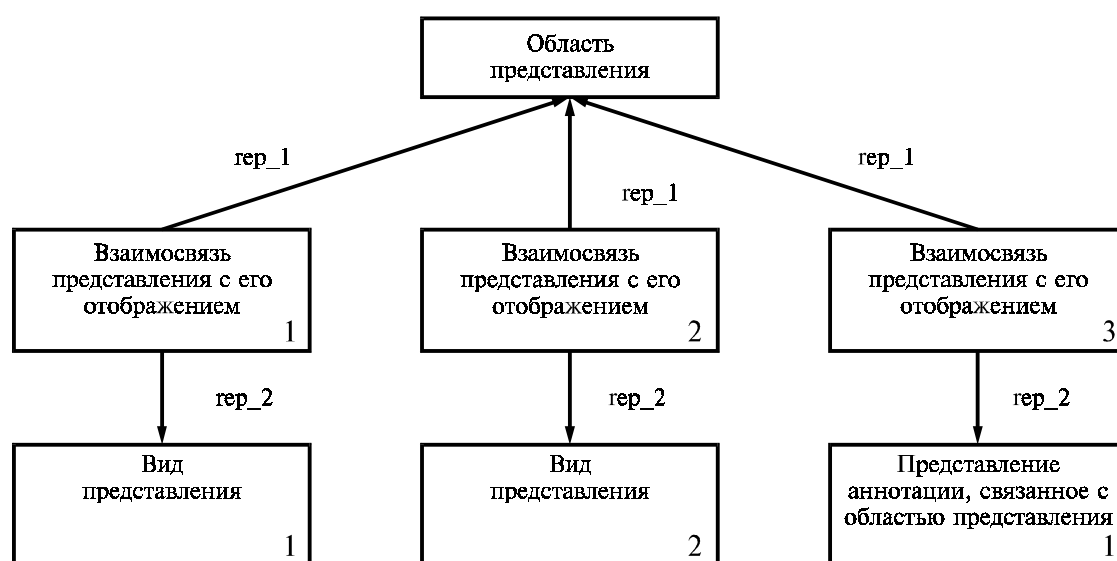 Область
представления
rep_1
rep_1
rep_1
Взаимосвязь
представления с его
отображением
1
Взаимосвязь
представления с его
отображением
2
Взаимосвязь
представления с его
отображением
3
rep_2
rep_2
rep_2
Вид
представления
1
Вид
представления
2
Представление
аннотации, связанное с
областью представления
1